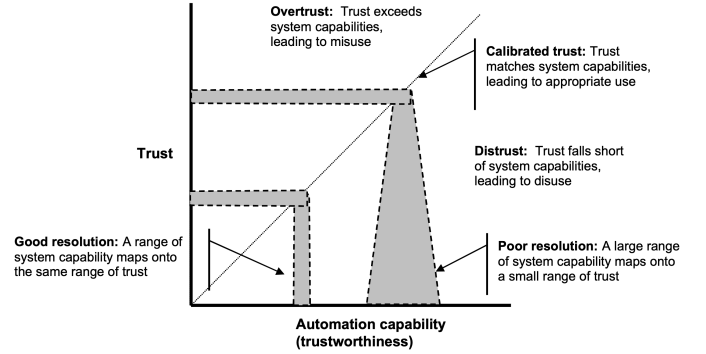 Overtrust: Trust exceeds
system capabilities,
leading to misuse
Calibrated trust: Trust
matches system capabilities,
leading to appropriate use
Trust
Distrust: Trust falls short
of system capabilities,
leading to disuse
Good resolution: A range of
system capability maps onto
the same range of trust
Poor resolution: A large range
of system capability maps onto
a small range of trust
Automation capability
(trustworthiness)